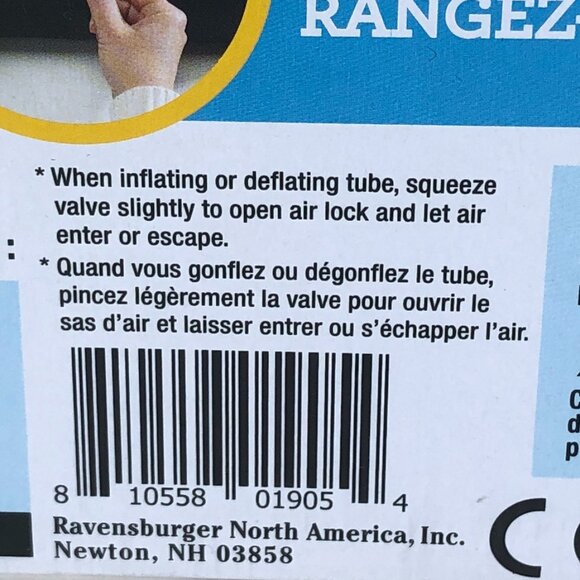 RANGEZ-
* When inflating or deflating tube, squeeze
valve slightly to open air lock and let air
enter or escape.
:
* Quand vous gonflez ou dégonflez le tube,
pincez légèrement la valve pour ouvrir le
sas d'air et laisser entrer ou s'échapper l'air.
8 10558 01905 4
Ravensburger North America, Inc.
Newton, NH 03858